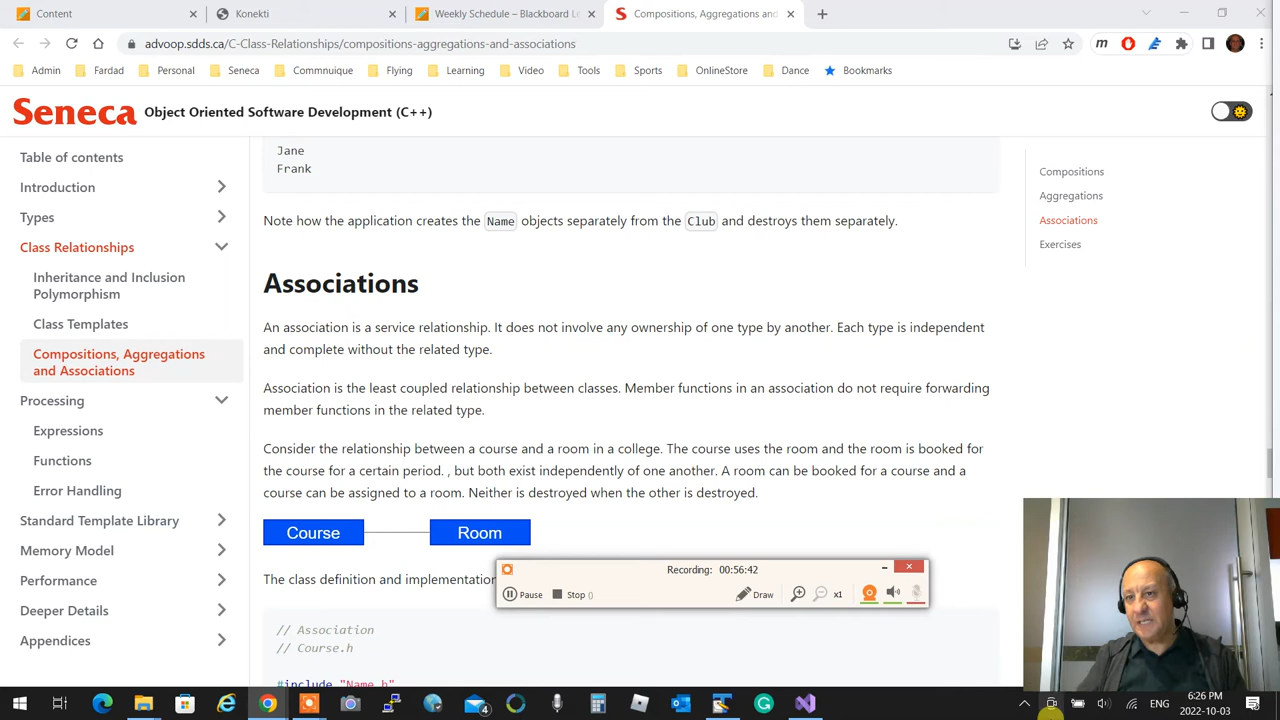 Content
Konekti
Weekly Schedule – Blackboard Le
Compositions, Aggregations and
advoop.sdds.ca/C-Class-Relationships/compositions-aggregations-and-associations
Admin
Fardad
Personal
Seneca
Commnuique
Flying
Learning
Video
Tools
Sports
OnlineStore
Dance
Bookmarks
Seneca
Object Oriented Software Development (C++)
Table of contents
Introduction
Types
Class Relationships
Inheritance and Inclusion
Polymorphism
Class Templates
Compositions, Aggregations
and Associations
Processing
Expressions
Functions
Error Handling
Standard Template Library
Memory Model
Performance
Deeper Details
Appendices
Jane
Frank
Note how the application creates the Name objects separately from the Club and destroys them separately.
Associations
An association is a service relationship. It does not involve any ownership of one type by another. Each type is independent
and complete without the related type.
Association is the least coupled relationship between classes. Member functions in an association do not require forwarding
member functions in the related type.
Consider the relationship between a course and a room in a college. The course uses the room and the room is booked for
the course for a certain period. , but both exist independently of one another. A room can be booked for a course and a
course can be assigned to a room. Neither is destroyed when the other is destroyed.
Course
Room
The class definition and implementation
// Association
// Course.h
#include "Name.h"
Compositions
Aggregations
Associations
Exercises
Recording: 00:56:42
Pause
Stop ()
Draw
x1
4
ENG
6:26 PM
2022-10-03